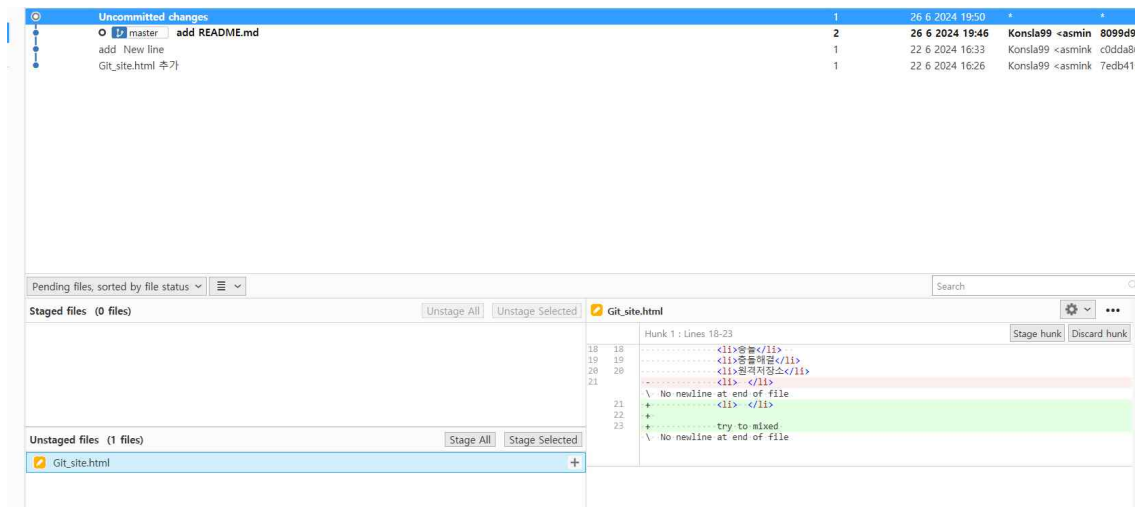 Uncommitted changes 1 26 6 2024 19:50 * *
master add README.md 2 26 6 2024 19:46 Konsla99 <asmin 8099d9
add New line 1 22 6 2024 16:33 Konsla99 <asmink c0dda8
Git_site.html 추가 1 22 6 2024 16:26 Konsla99 <asmink 7edb41
Pending files, sorted by file status Search
Staged files (0 files) Unstage All Unstage Selected
Git_site.html
Hunk 1 : Lines 18-23 Stage hunk Discard hunk
18 18 <li>충돌</li>
19 19 <li>충돌해결</li>
20 20 <li>원격저장소</li>
21 - <li> </li>
\ No newline at end of file
21 + <li> </li>
22 +
23 + try to mixed
\ No newline at end of file
Unstaged files (1 files) Stage All Stage Selected
Git_site.html